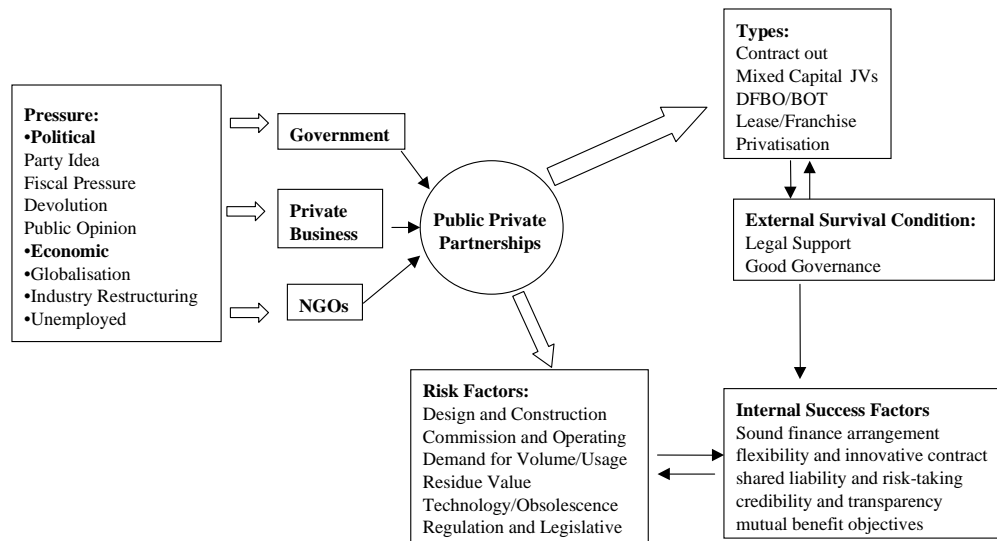 Pressure:
•Political
Party Idea
Fiscal Pressure
Devolution
Public Opinion
•Economic
•Globalisation
•Industry Restructuring
•Unemployed
Government
Private
Business
NGOs
Public Private
Partnerships
Types:
Contract out
Mixed Capital JVs
DFBO/BOT
Lease/Franchise
Privatisation
External Survival Condition:
Legal Support
Good Governance
Risk Factors:
Design and Construction
Commission and Operating
Demand for Volume/Usage
Residue Value
Technology/Obsolescence
Regulation and Legislative
Internal Success Factors
Sound finance arrangement
flexibility and innovative contract
shared liability and risk-taking
credibility and transparency
mutual benefit objectives